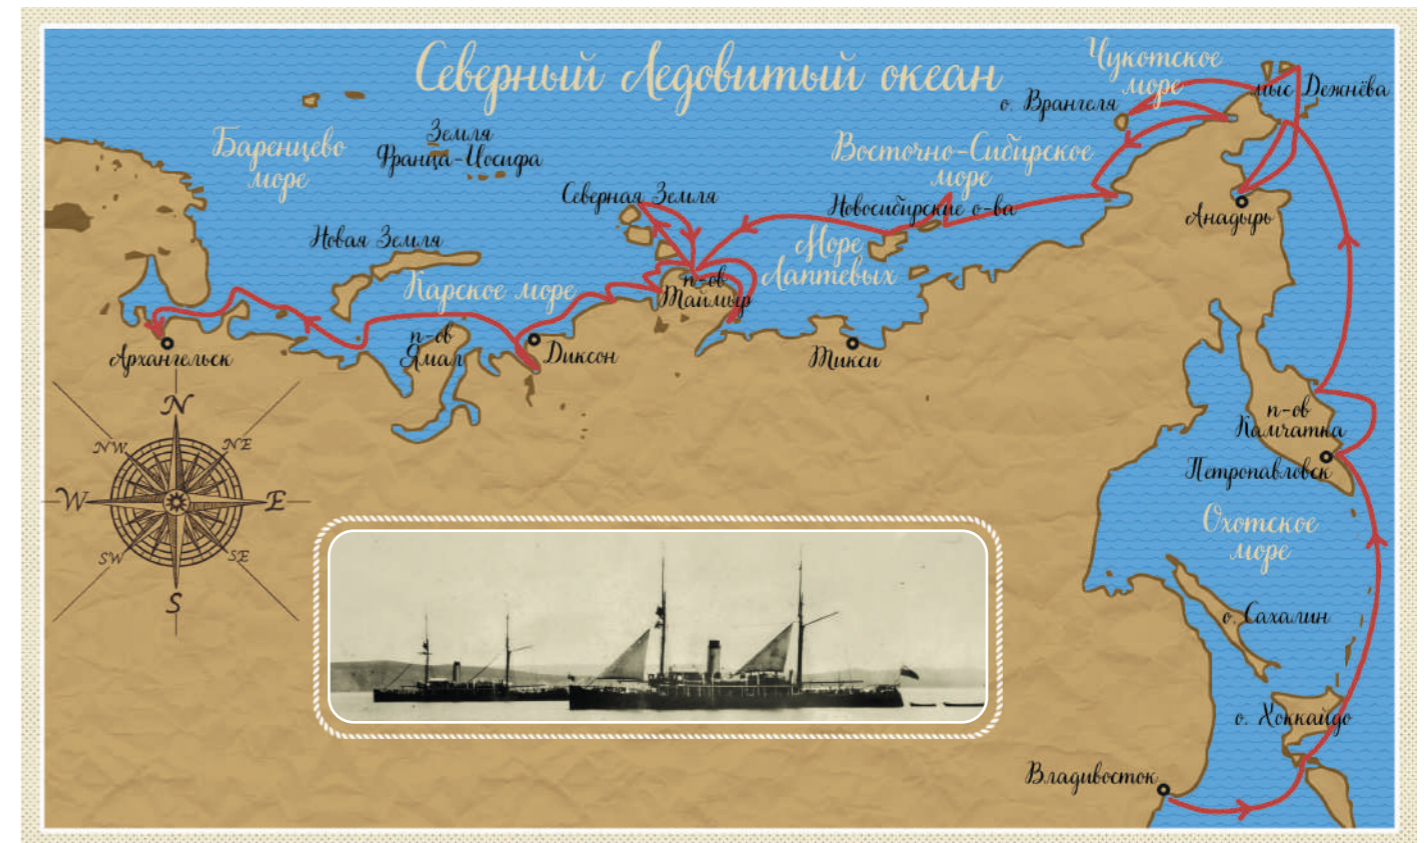 Северный Ледовитый океан
Чукотское
море
мыс Дежнёва
о. Врангеля
Земля
Франца-Иосифа
Баренцево
море
Восточно-Сибирское
море
Северная Земля
Новосибирские о-ва
Анадырь
Новая Земля
Море
Лаптевых
Карское море
п-ов
Таймыр
п-ов
Ямал
Архангельск
Диксон
Тикси
N
NW
NE
W
E
SW
SE
S
п-ов
Камчатка
Петропавловск
Охотское
море
о. Сахалин
о. Хоккайдо
Владивосток